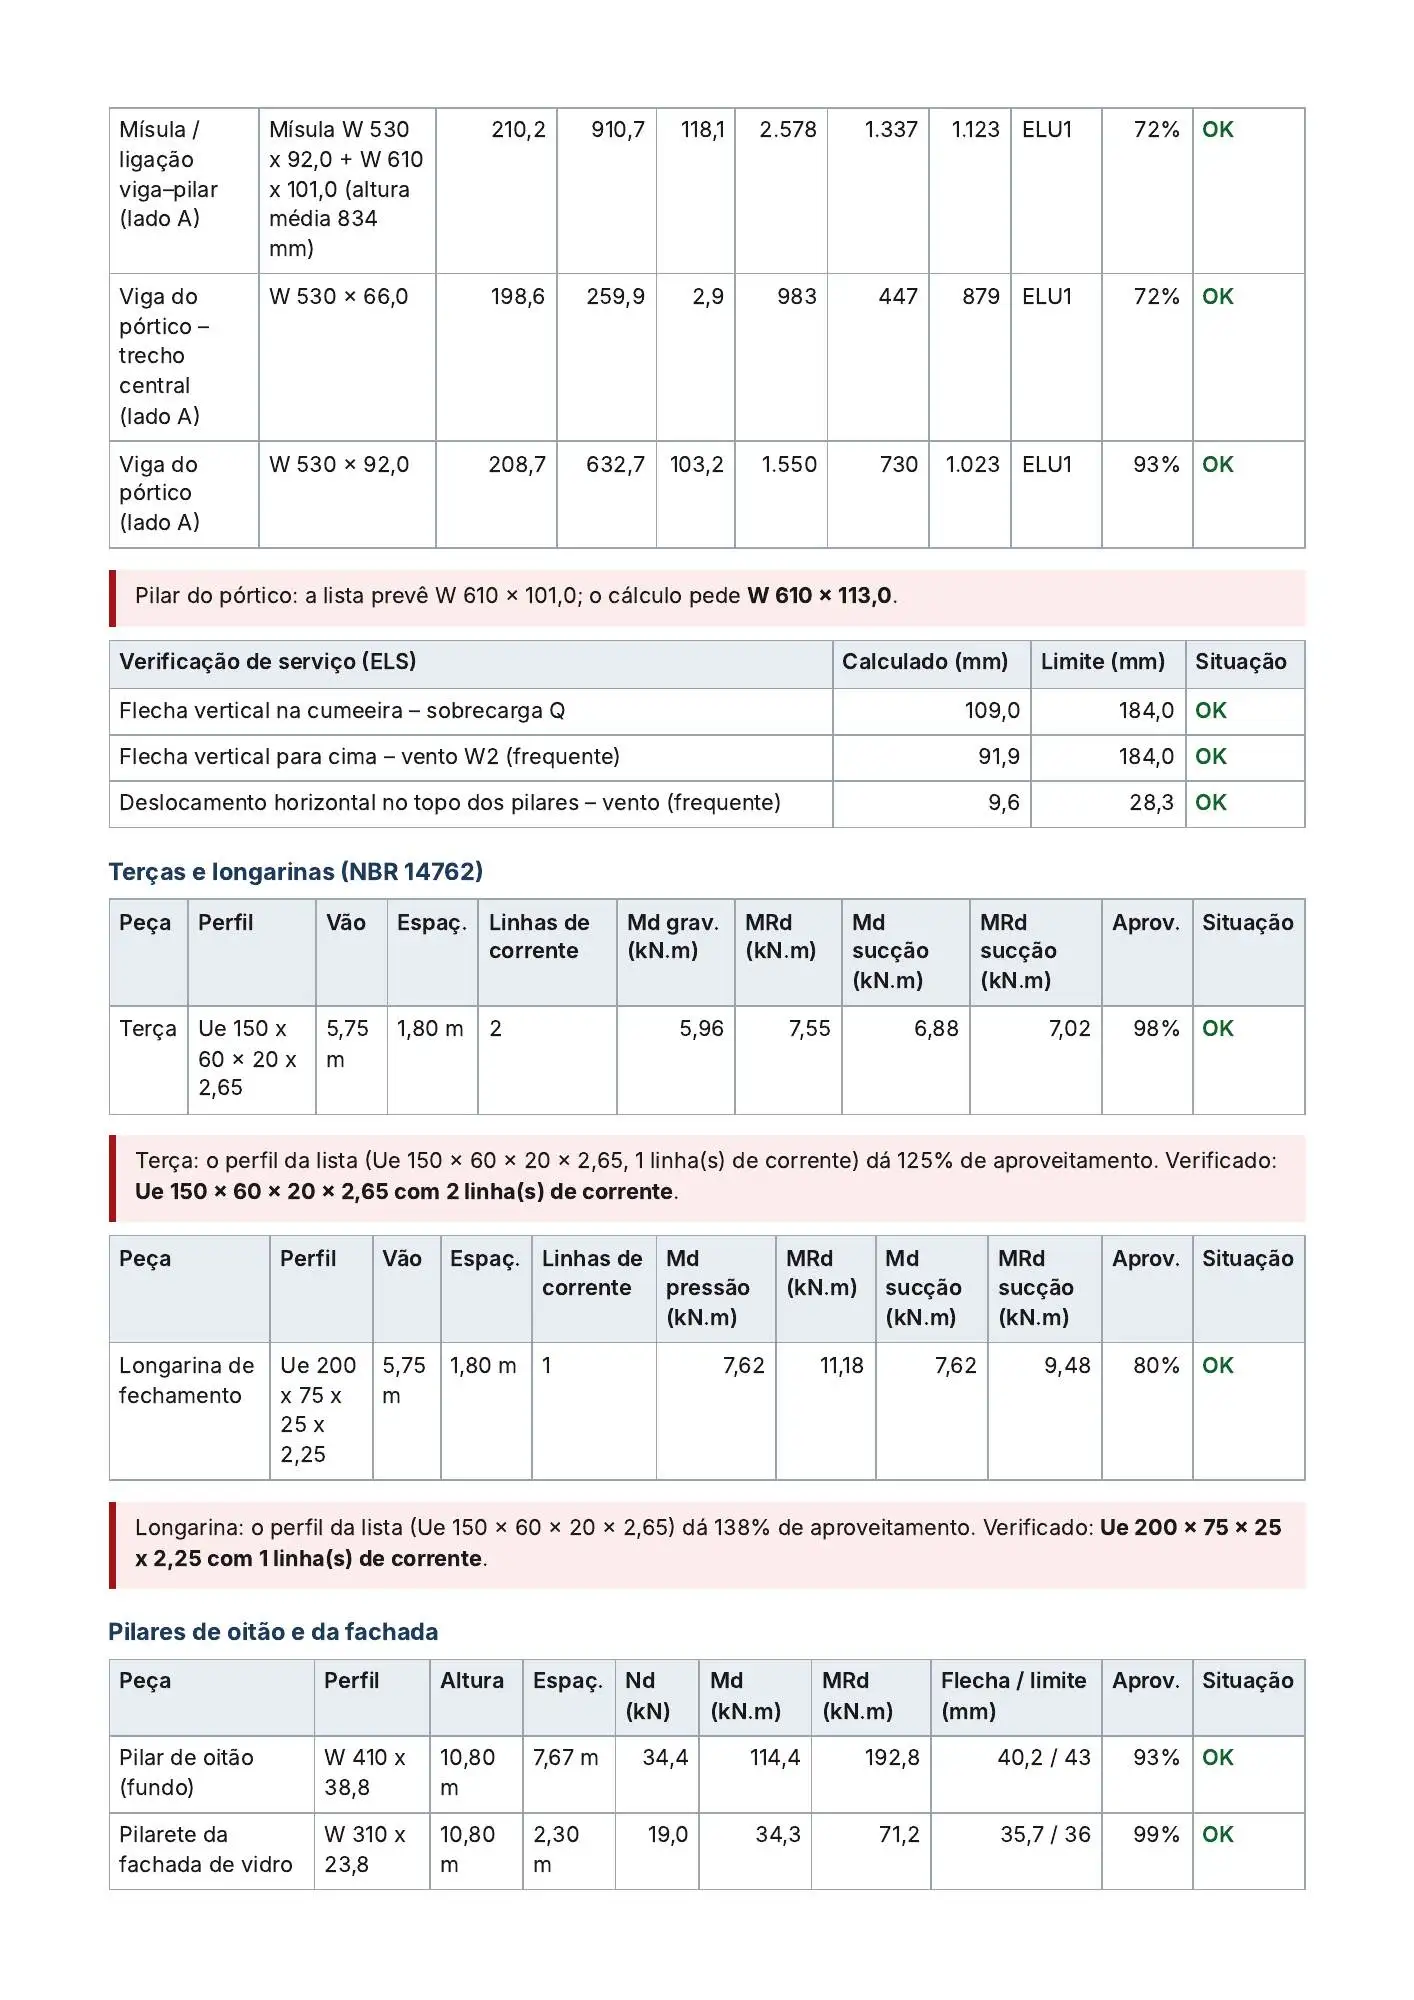 Mísula / ligação viga–pilar (lado A) | Mísula W 530 x 92,0 + W 610 x 101,0 (altura média 834 mm) | 210,2 | 910,7 | 118,1 | 2.578 | 1.337 | 1.123 | ELU1 | 72% | OK
Viga do pórtico – trecho central (lado A) | W 530 × 66,0 | 198,6 | 259,9 | 2,9 | 983 | 447 | 879 | ELU1 | 72% | OK
Viga do pórtico (lado A) | W 530 × 92,0 | 208,7 | 632,7 | 103,2 | 1.550 | 730 | 1.023 | ELU1 | 93% | OK
Pilar do pórtico: a lista prevê W 610 × 101,0; o cálculo pede W 610 × 113,0.
Verificação de serviço (ELS) | Calculado (mm) | Limite (mm) | Situação
Flecha vertical na cumeeira – sobrecarga Q | 109,0 | 184,0 | OK
Flecha vertical para cima – vento W2 (frequente) | 91,9 | 184,0 | OK
Deslocamento horizontal no topo dos pilares – vento (frequente) | 9,6 | 28,3 | OK
Terças e longarinas (NBR 14762)
Peça | Perfil | Vão | Espaç. | Linhas de corrente | Md grav. (kN.m) | MRd (kN.m) | Md sucção (kN.m) | MRd sucção (kN.m) | Aprov. | Situação
Terça | Ue 150 x 60 × 20 x 2,65 | 5,75 m | 1,80 m | 2 | 5,96 | 7,55 | 6,88 | 7,02 | 98% | OK
Terça: o perfil da lista (Ue 150 × 60 × 20 × 2,65, 1 linha(s) de corrente) dá 125% de aproveitamento. Verificado:
Ue 150 × 60 × 20 × 2,65 com 2 linha(s) de corrente.
Peça | Perfil | Vão | Espaç. | Linhas de corrente | Md pressão (kN.m) | MRd (kN.m) | Md sucção (kN.m) | MRd sucção (kN.m) | Aprov. | Situação
Longarina de fechamento | Ue 200 x 75 x 25 x 2,25 | 5,75 m | 1,80 m | 1 | 7,62 | 11,18 | 7,62 | 9,48 | 80% | OK
Longarina: o perfil da lista (Ue 150 × 60 × 20 × 2,65) dá 138% de aproveitamento. Verificado: Ue 200 × 75 × 25
x 2,25 com 1 linha(s) de corrente.
Pilares de oitão e da fachada
Peça | Perfil | Altura | Espaç. | Nd (kN) | Md (kN.m) | MRd (kN.m) | Flecha / limite (mm) | Aprov. | Situação
Pilar de oitão (fundo) | W 410 x 38,8 | 10,80 m | 7,67 m | 34,4 | 114,4 | 192,8 | 40,2 / 43 | 93% | OK
Pilarete da fachada de vidro | W 310 x 23,8 | 10,80 m | 2,30 m | 19,0 | 34,3 | 71,2 | 35,7 / 36 | 99% | OK